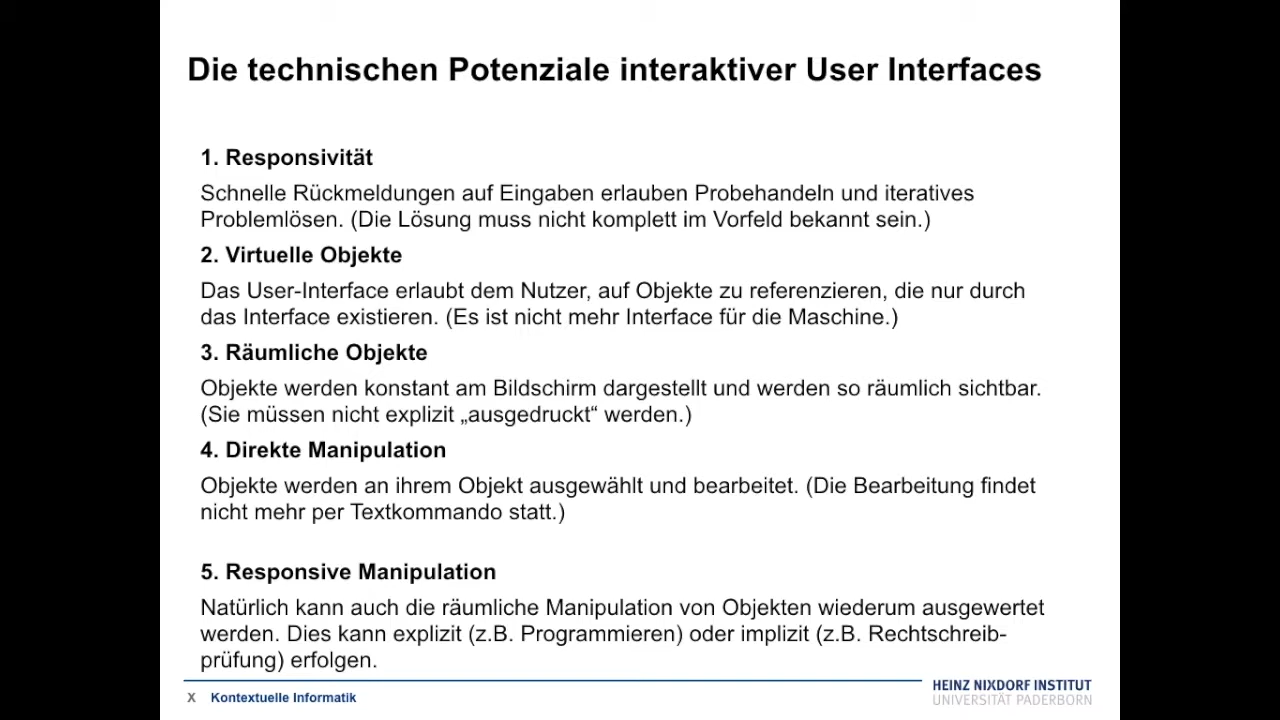 Die technischen Potenziale interaktiver User Interfaces
1. Responsivität
Schnelle Rückmeldungen auf Eingaben erlauben Probehandeln und iteratives
Problemlösen. (Die Lösung muss nicht komplett im Vorfeld bekannt sein.)
2. Virtuelle Objekte
Das User-Interface erlaubt dem Nutzer, auf Objekte zu referenzieren, die nur durch
das Interface existieren. (Es ist nicht mehr Interface für die Maschine.)
3. Räumliche Objekte
Objekte werden konstant am Bildschirm dargestellt und werden so räumlich sichtbar.
(Sie müssen nicht explizit „ausgedruckt“ werden.)
4. Direkte Manipulation
Objekte werden an ihrem Objekt ausgewählt und bearbeitet. (Die Bearbeitung findet
nicht mehr per Textkommando statt.)
5. Responsive Manipulation
Natürlich kann auch die räumliche Manipulation von Objekten wiederum ausgewertet
werden. Dies kann explizit (z.B. Programmieren) oder implizit (z.B. Rechtschreib-
prüfung) erfolgen.
X Kontextuelle Informatik
HEINZ NIXDORF INSTITUT
UNIVERSITÄT PADERBORN